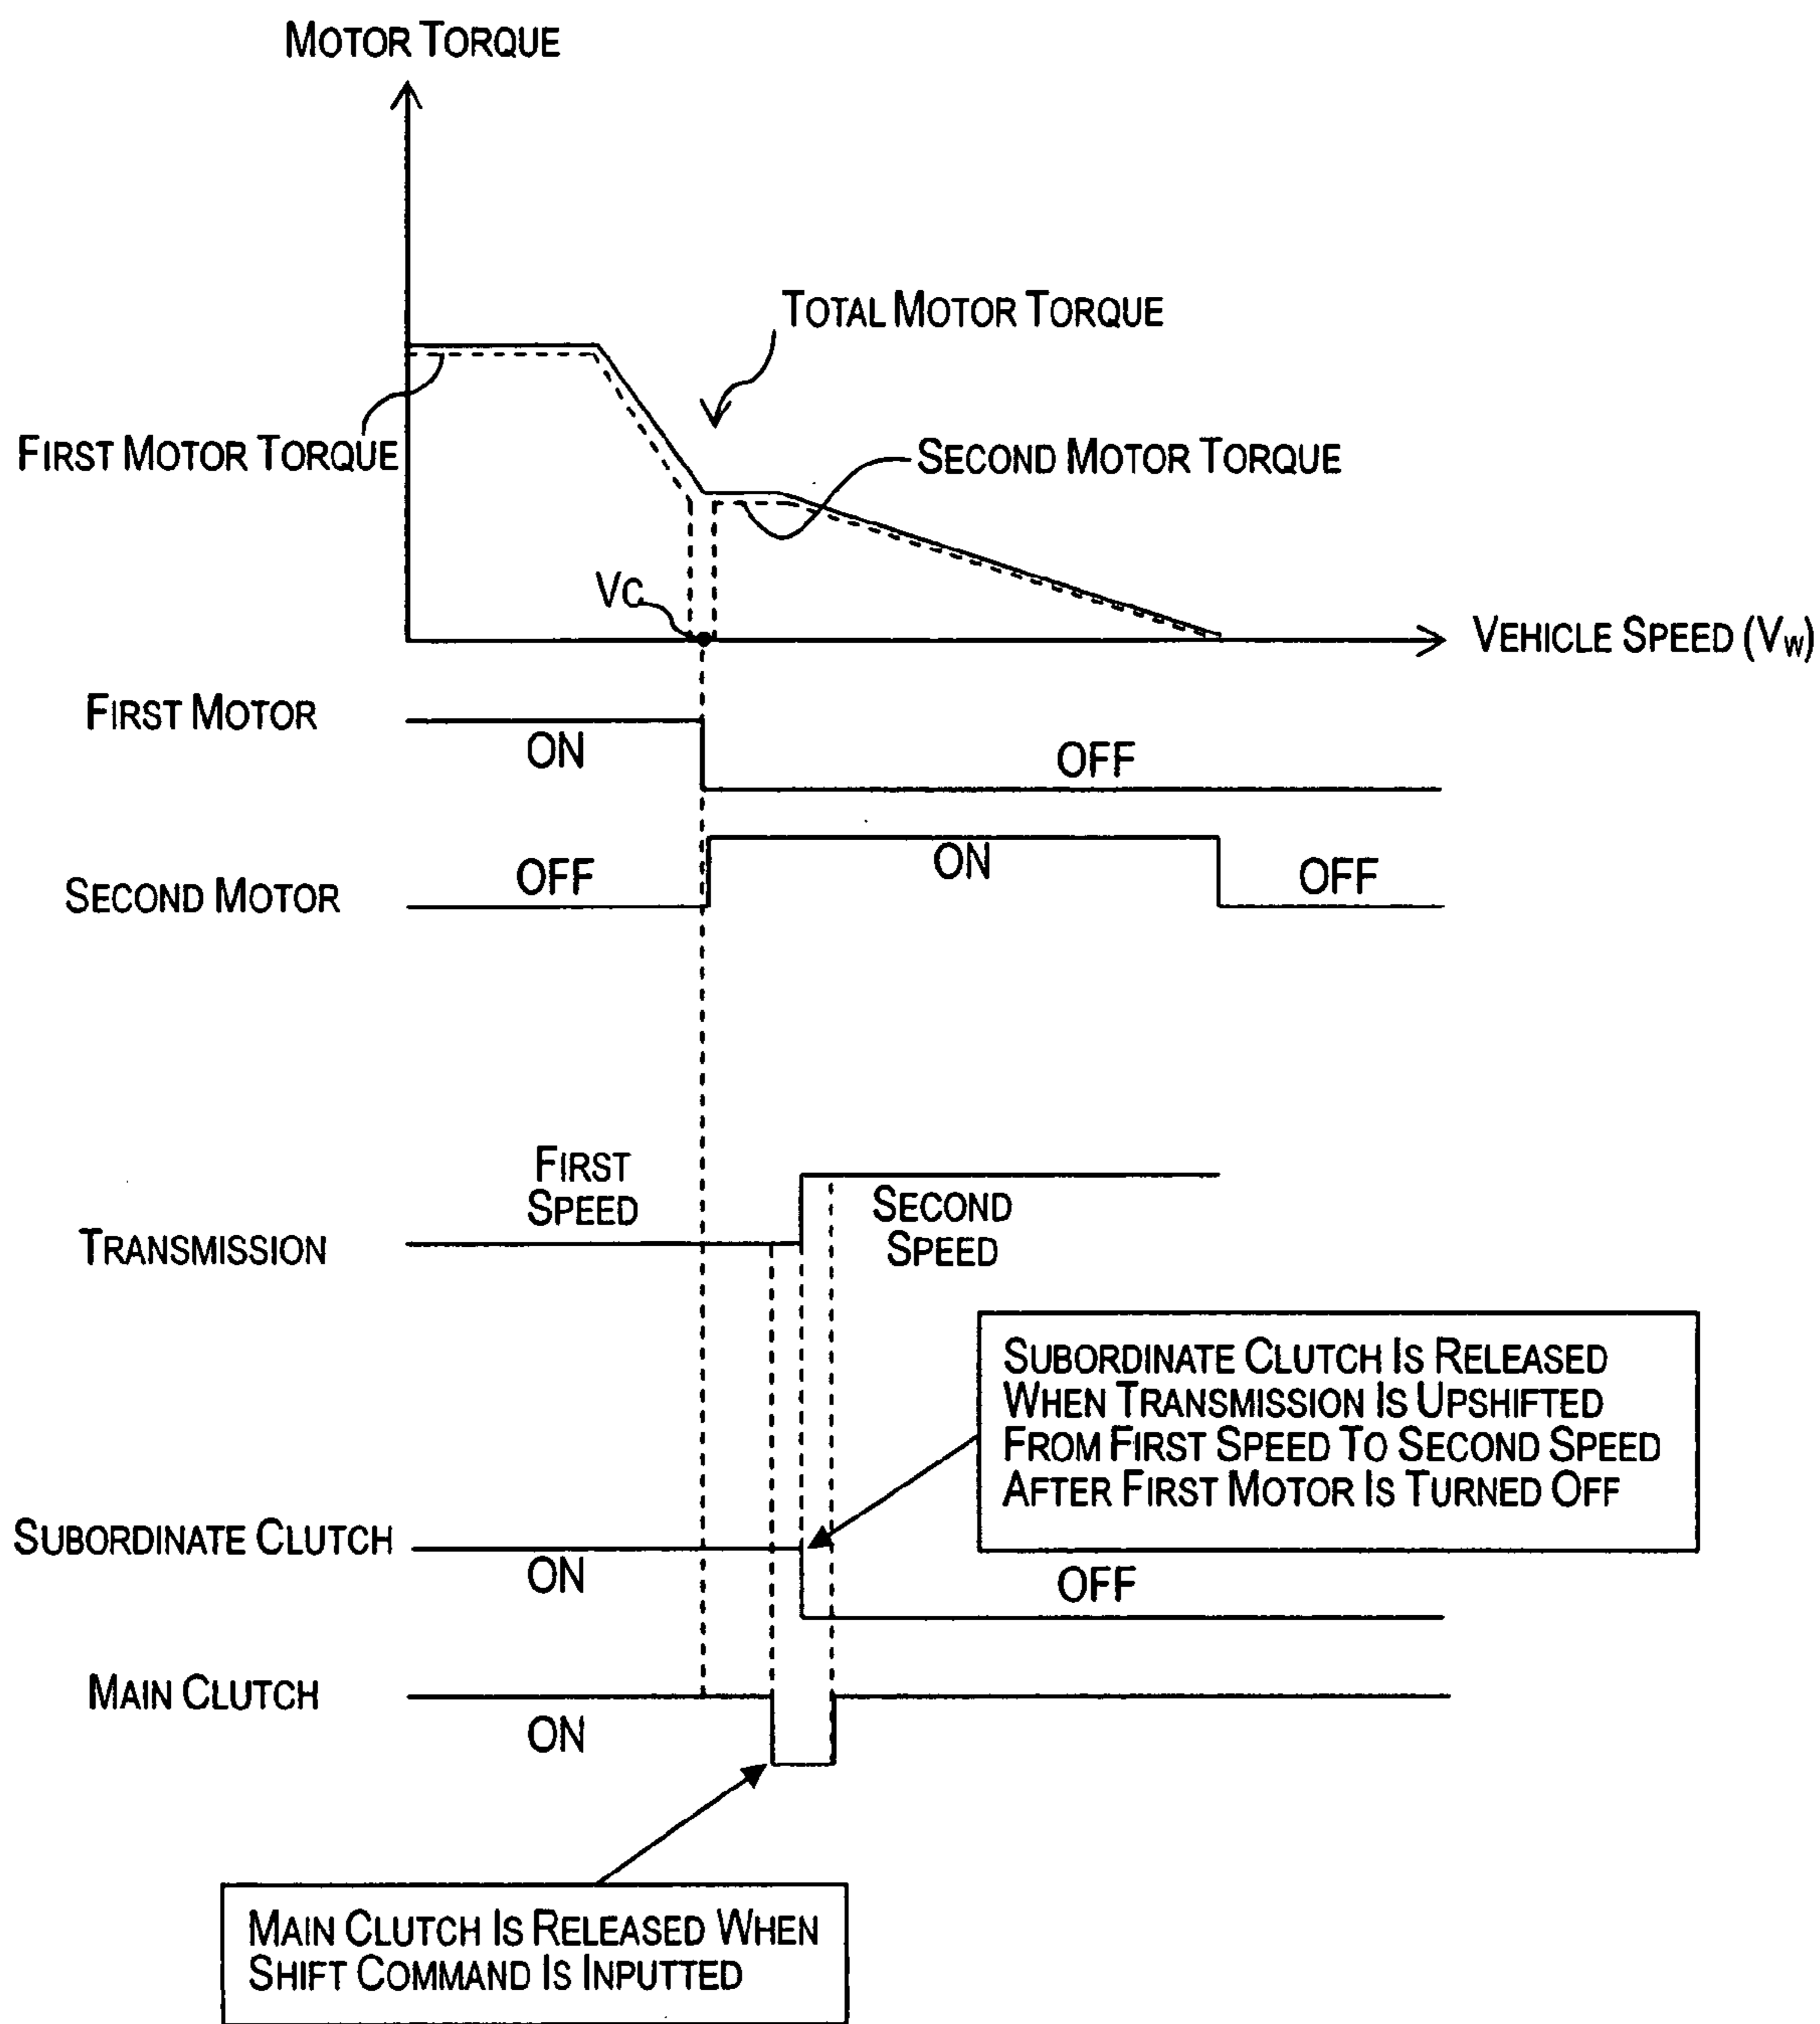 MOTOR TORQUE
TOTAL MOTOR TORQUE
FIRST MOTOR TORQUE
SECOND MOTOR TORQUE
VC
VEHICLE SPEED (VW)
FIRST MOTOR
ON
OFF
SECOND MOTOR
OFF
ON
OFF
FIRST
SPEED
SECOND
SPEED
TRANSMISSION
SUBORDINATE CLUTCH IS RELEASED
WHEN TRANSMISSION IS UPSHIFTED
FROM FIRST SPEED TO SECOND SPEED
AFTER FIRST MOTOR IS TURNED OFF
SUBORDINATE CLUTCH
ON
OFF
MAIN CLUTCH
ON
MAIN CLUTCH IS RELEASED WHEN
SHIFT COMMAND IS INPUTTED